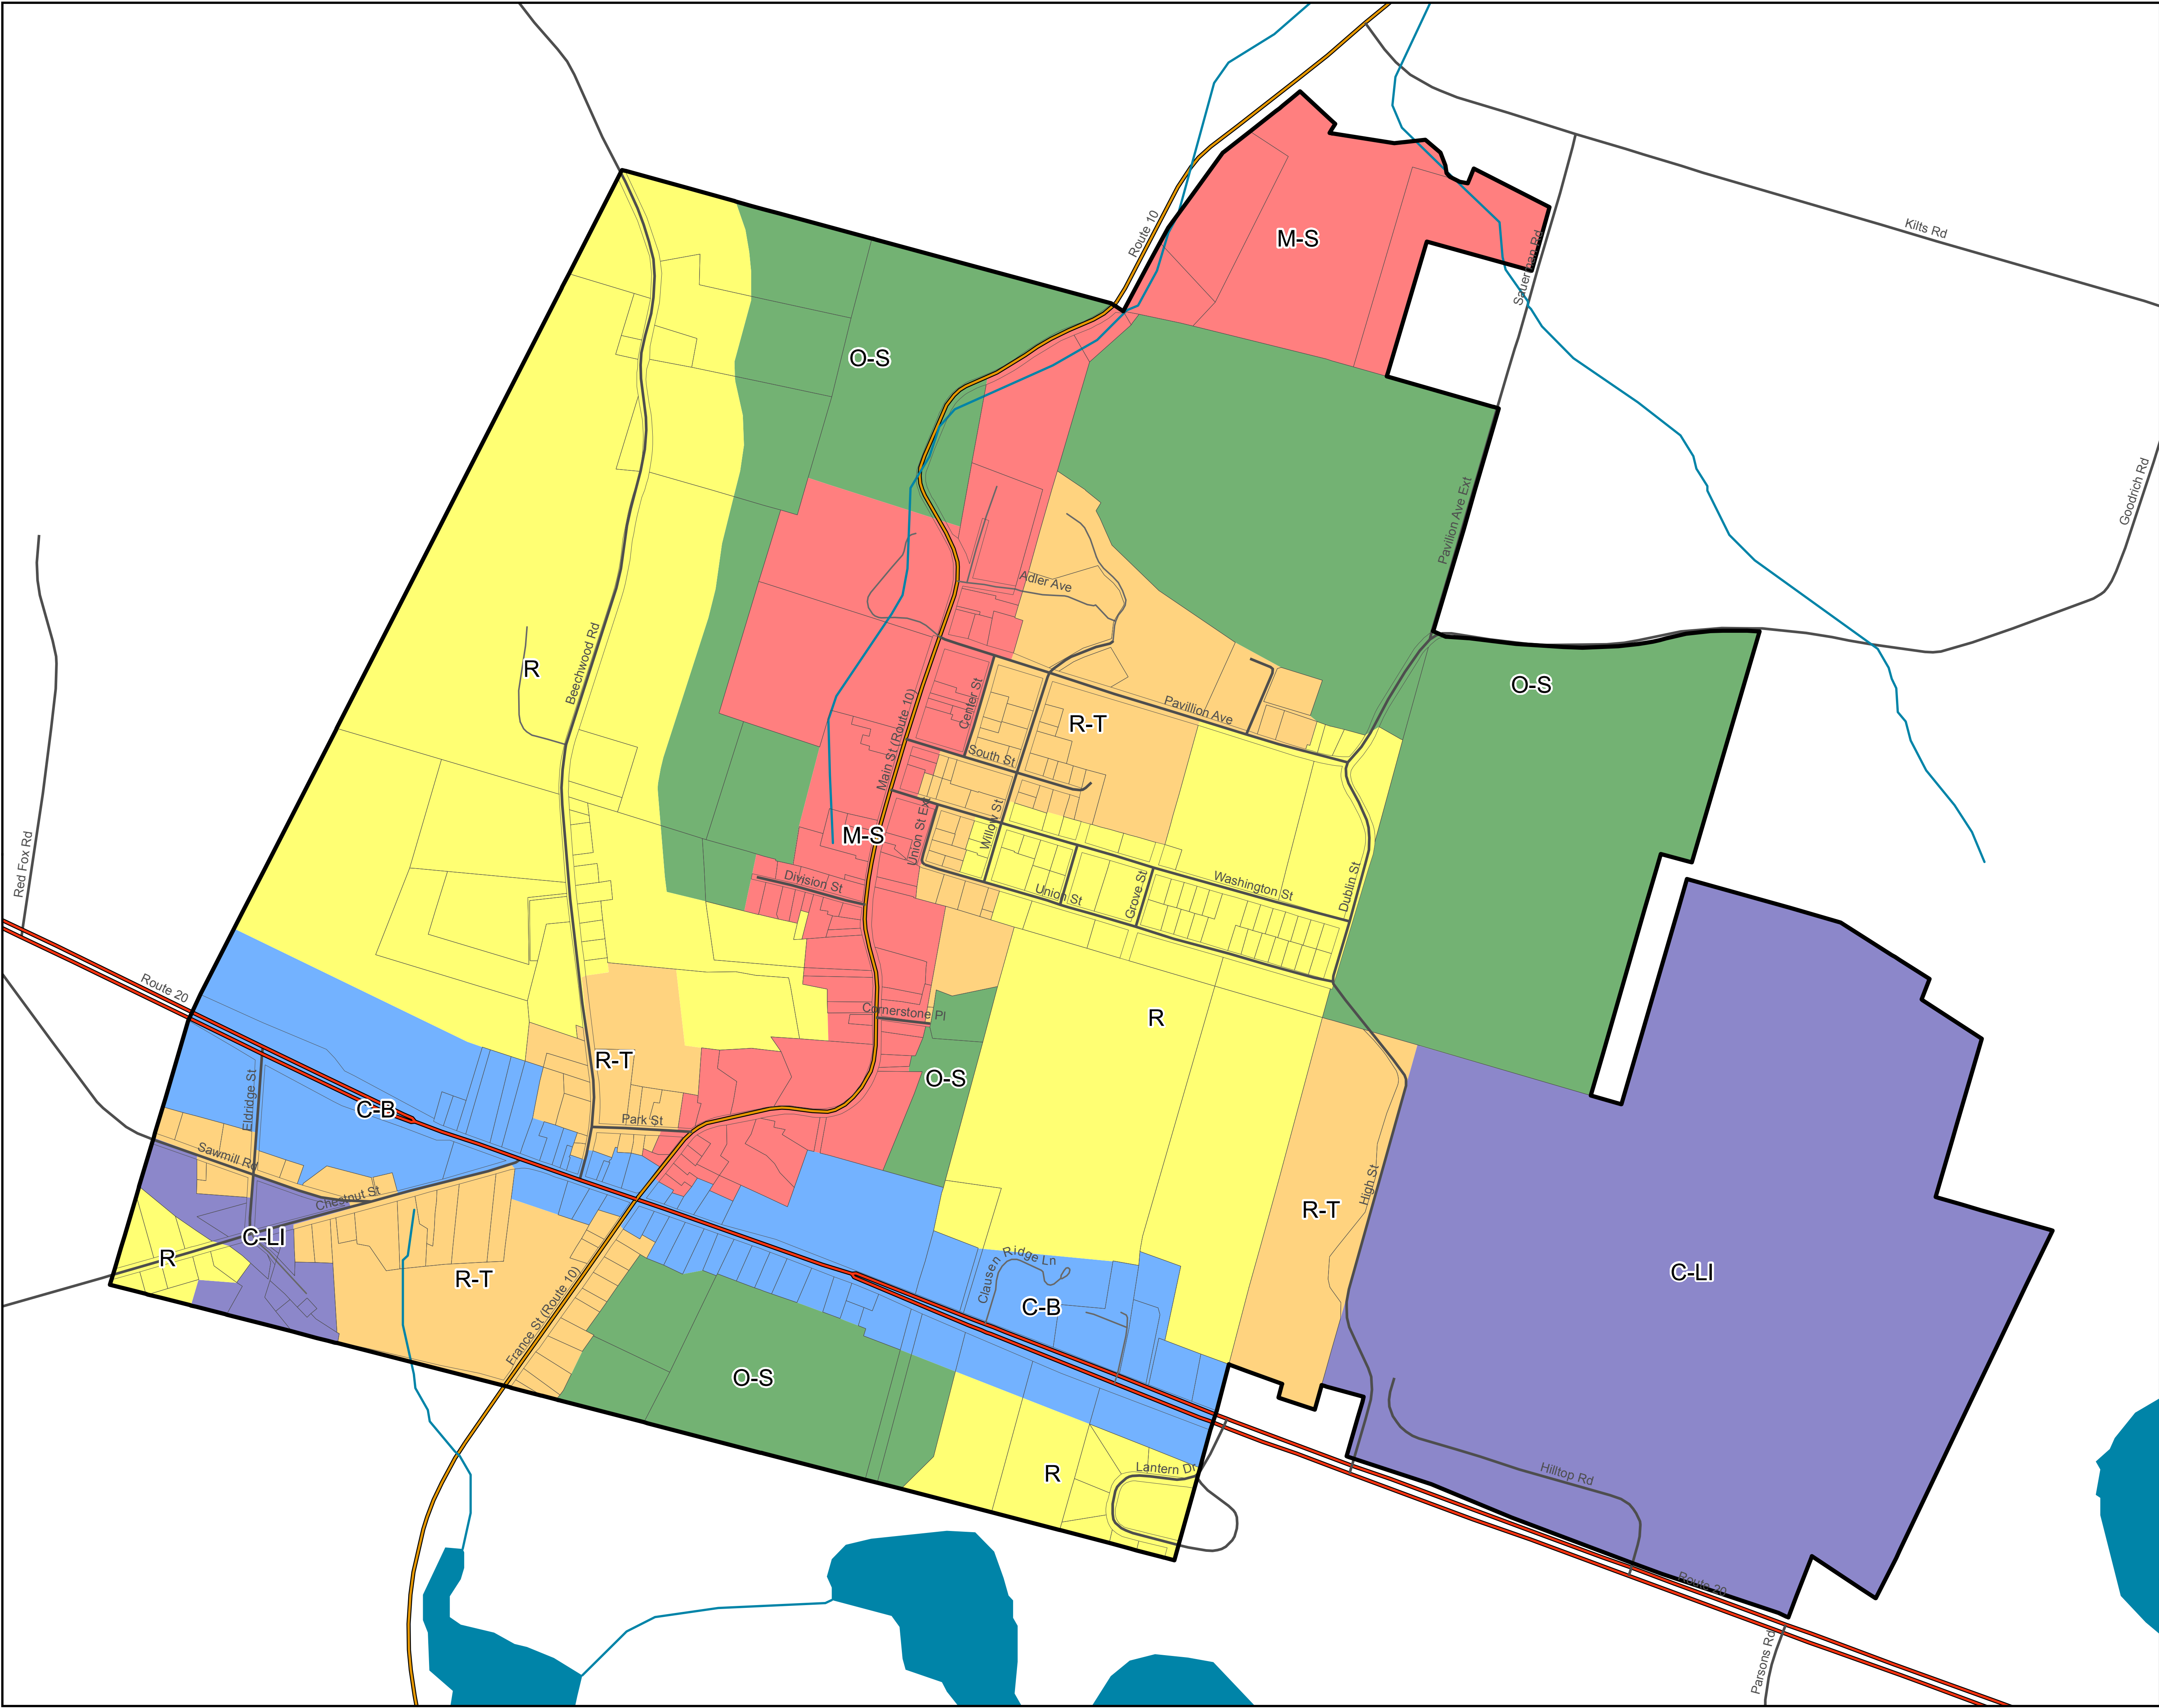 Route 10
M-S
Kilts Rd
Sauerman Rd
O-S
Goodrich Rd
Pavilion Ave Ext
Adler Ave
R
Beechwood Rd
O-S
Center St
Pavillion Ave
R-T
Main St (Route 10)
South St
Red Fox Rd
M-S
Union St Ext
Willow St
Division St
Union St
Grove St
Washington St
Dublin St
Route 20
Cornerstone Pl
R
R-T
O-S
C-B
Eldridge St
Park St
Sawmill Rd
Chestnut St
High St
R-T
C-LI
R
R-T
Clausen Ridge Ln
C-B
C-LI
France St (Route 10)
O-S
R
Lantern Dr
Hilltop Rd
Route 20
Parsons Rd